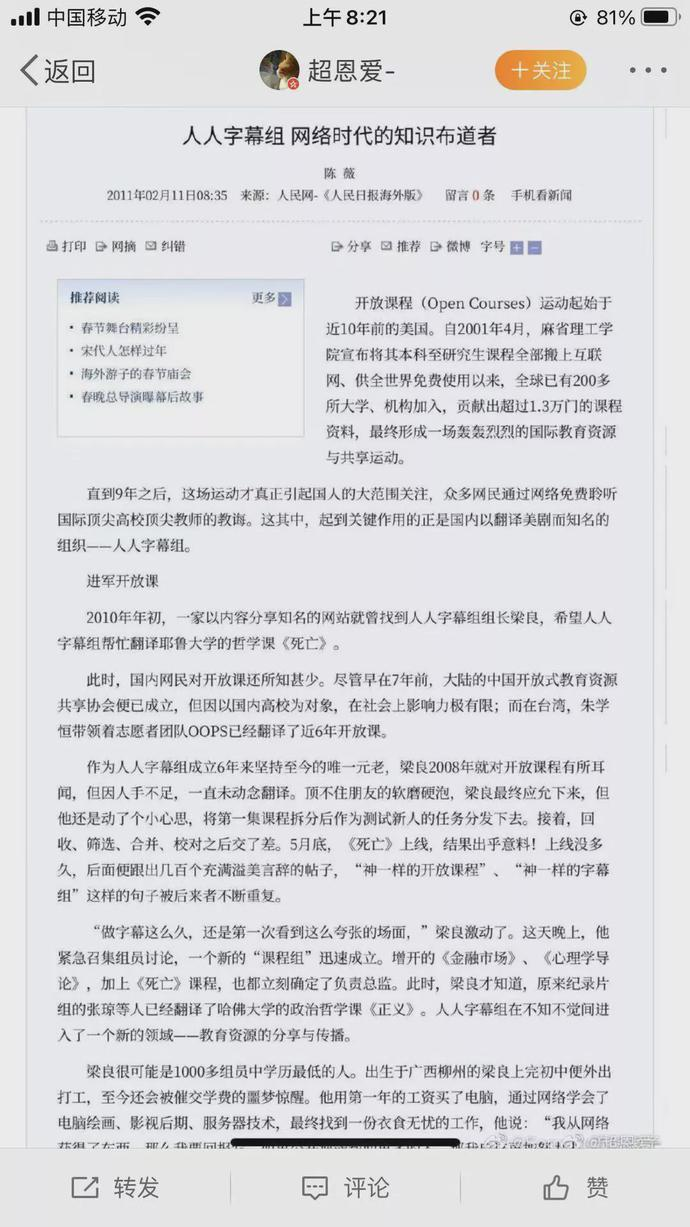 中国移动
上午 8:21
81%
返回
超恩爱-
+关注
人人字幕组 网络时代的知识布道者
陈 薇
2011年02月11日08:35 来源：人民网-《人民日报海外版》 留言 0 条 手机看新闻
打印 网摘 纠错
分享 推荐 微博 字号
推荐阅读 更多
• 春节舞台精彩纷呈
• 宋代人怎样过年
• 海外游子的春节庙会
• 春晚总导演曝幕后故事
开放课程（Open Courses）运动起始于
近10年前的美国。自2001年4月，麻省理工学
院宣布将其本科至研究生课程全部搬上互联
网、供全世界免费使用以来，全球已有200多
所大学、机构加入，贡献出超过1.3万门的课程
资料，最终形成一场轰轰烈烈的国际教育资源
与共享运动。
直到9年之后，这场运动才真正引起国人的大范围关注，众多网民通过网络免费聆听
国际顶尖高校顶尖教师的教诲。这其中，起到关键作用的正是国内以翻译美剧而知名的
组织——人人字幕组。
进军开放课
2010年年初，一家以内容分享知名的网站就曾找到人人字幕组组长梁良，希望人人
字幕组帮忙翻译耶鲁大学的哲学课《死亡》。
此时，国内网民对开放课还所知甚少。尽管早在7年前，大陆的中国开放式教育资源
共享协会便已成立，但因以国内高校为对象，在社会上影响力极有限；而在台湾，朱学
恒带领着志愿者团队OOPS已经翻译了近6年开放课。
作为人人字幕组成立6年来坚持至今的唯一元老，梁良2008年就对开放课程有所耳
闻，但因人手不足，一直未动念翻译。顶不住朋友的软磨硬泡，梁良最终应允下来，但
他还是动了个小心思，将第一集课程拆分后作为测试新人的任务分发下去。接着，回
收、筛选、合并、校对之后交了差。5月底，《死亡》上线，结果出乎意料！上线没多
久，后面便跟出几百个充满溢美言辞的帖子，“神一样的开放课程”、“神一样的字幕
组”这样的句子被后来者不断重复。
“做字幕这么久，还是第一次看到这么夸张的场面，”梁良激动了。这天晚上，他
紧急召集组员讨论，一个新的“课程组”迅速成立。增开的《金融市场》、《心理学导
论》，加上《死亡》课程，也都立刻确定了负责总监。此时，梁良才知道，原来纪录片
组的张琼等人已经翻译了哈佛大学的政治哲学课《正义》。人人字幕组在不知不觉间进
入了一个新的领域——教育资源的分享与传播。
梁良很可能是1000多组员中学历最低的人。出生于广西柳州的梁良上完初中便外出
打工，至今还会被催交学费的噩梦惊醒。他用第一年的工资买了电脑，通过网络学会了
电脑绘画、影视后期、服务器技术，最终找到一份衣食无忧的工作，他说：“我从网络
转发
评论
赞